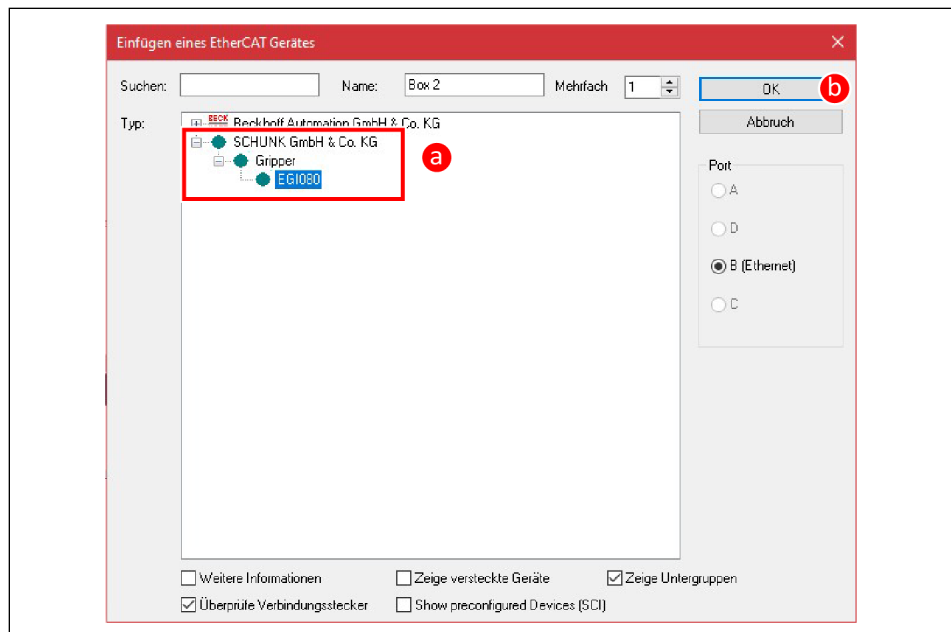 Einfügen eines EtherCAT Gerätes
Suchen: Name: Box 2 Mehrfach 1 OK b
Typ: BECK Beckhoff Automation GmbH & Co. KG Abbruch
SCHUNK GmbH & Co. KG
a
Gripper
Port
EGI080
A
D
B (Ethernet)
C
Weitere Informationen Zeige versteckte Geräte Zeige Untergruppen
Überprüfe Verbindungsstecker Show preconfigured Devices (SCI)